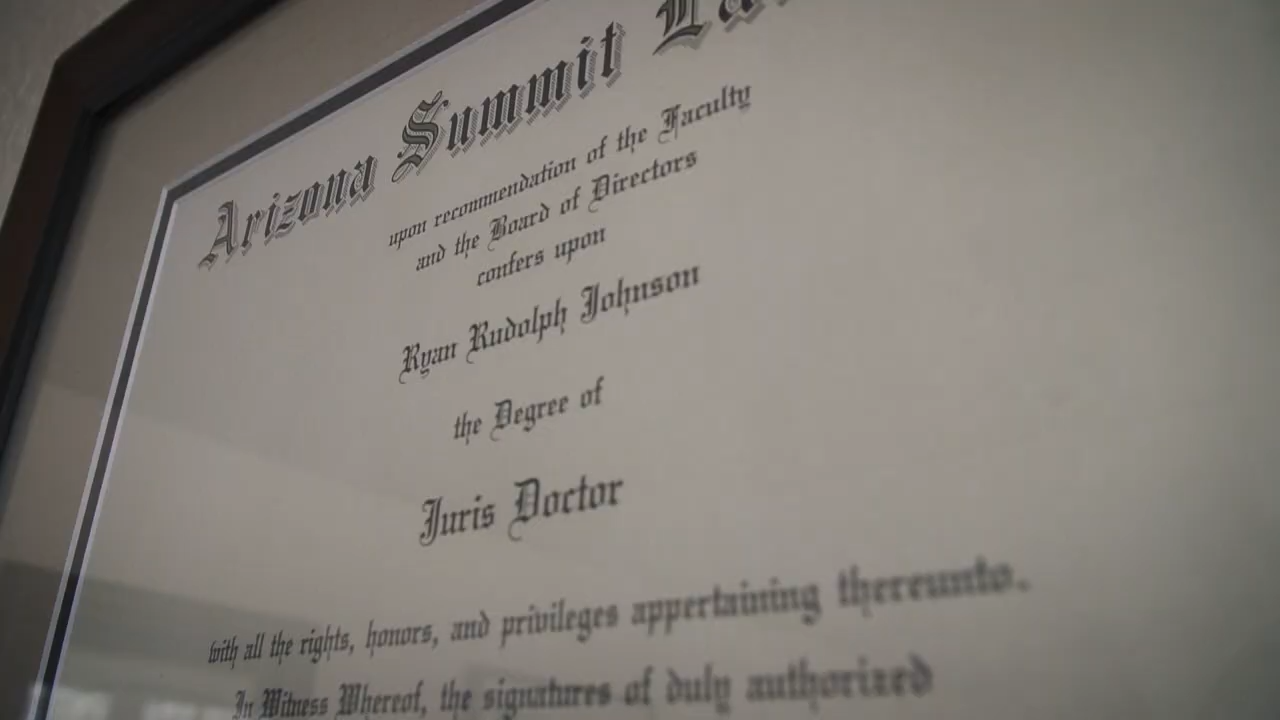 Arizona Summit La
upon recommendation of the Faculty
and the Board of Directors
confers upon
Ryan Rudolph Johnson
the Degree of
Juris Doctor
with all the rights, honors, and privileges appertaining thereunto.
In Witness Whereof, the signatures of duly authorized